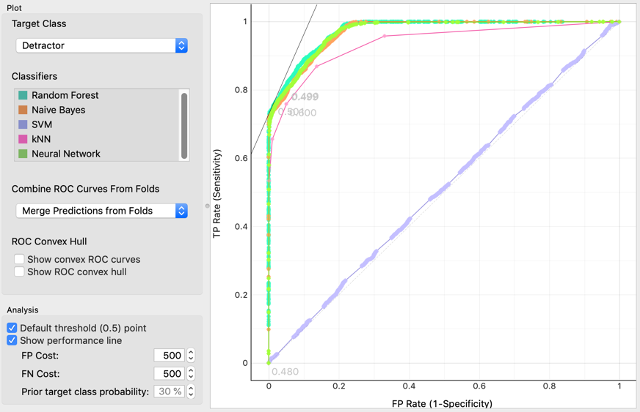 Plot
Target Class
Detractor
Classifiers
Random Forest
Naive Bayes
SVM
kNN
Neural Network
Combine ROC Curves From Folds
Merge Predictions from Folds
ROC Convex Hull
Show convex ROC curves
Show ROC convex hull
Analysis
Default threshold (0.5) point
Show performance line
FP Cost: 500
FN Cost: 500
Prior target class probability: 30 %
TP Rate (Sensitivity)
1
0.8
0.6
0.4
0.2
0
0.480
0 0.2 0.4 0.6 0.8 1
FP Rate (1-Specificity)